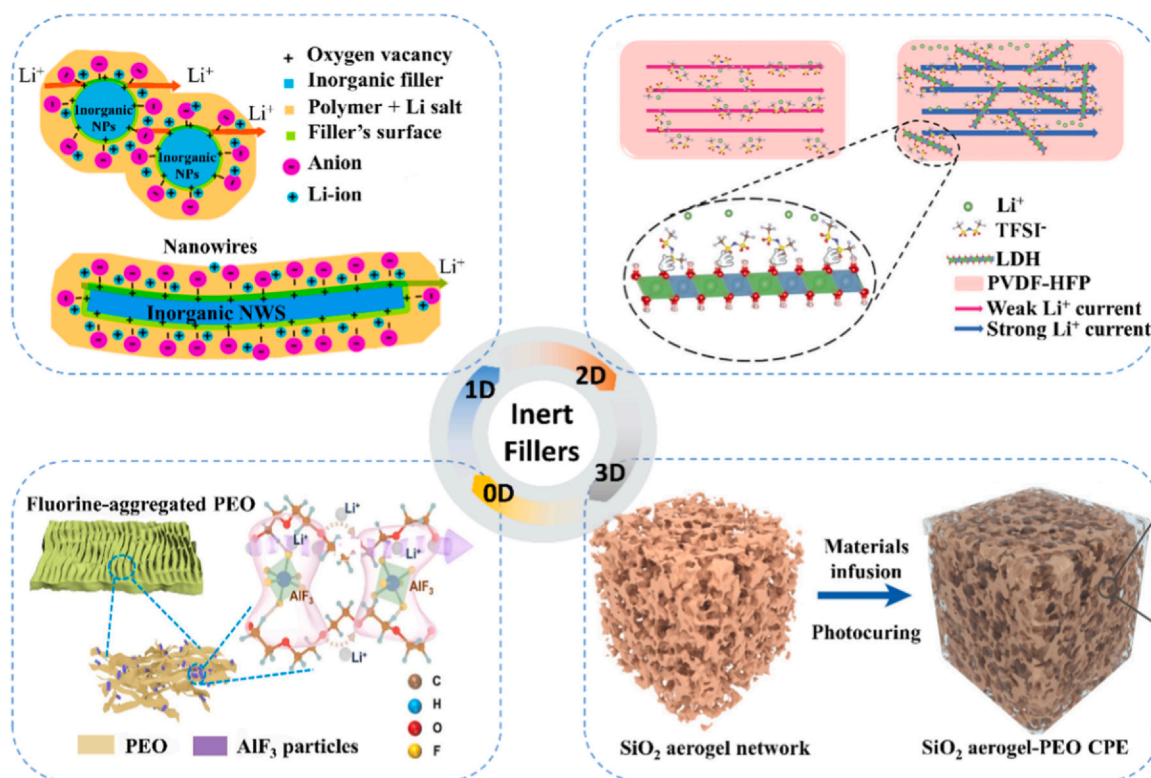 Li⁺
Li⁺
Inorganic
NPs
Inorganic
NPs
+ Oxygen vacancy
Inorganic filler
Polymer + Li salt
Filler's surface
Anion
Li-ion
Nanowires
Li⁺
Inorganic NWS
Li⁺
TFSI⁻
LDH
PVDF-HFP
Weak Li⁺ current
Strong Li⁺ current
1D
2D
Inert
Fillers
0D
3D
Fluorine-aggregated PEO
Li⁺
Li⁺
Li⁺
AlF₃
AlF₃
Li⁺
C
H
O
F
PEO
AlF₃ particles
Materials
infusion
Photocuring
SiO₂ aerogel network
SiO₂ aerogel-PEO CPE